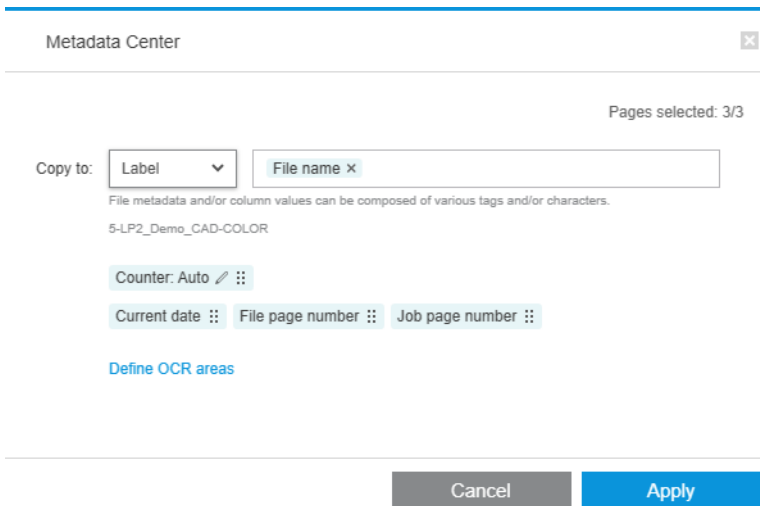 Metadata Center
Pages selected: 3/3
Copy to: Label File name ×
File metadata and/or column values can be composed of various tags and/or characters.
5-LP2_Demo_CAD-COLOR
Counter: Auto
Current date File page number Job page number
Define OCR areas
Cancel Apply